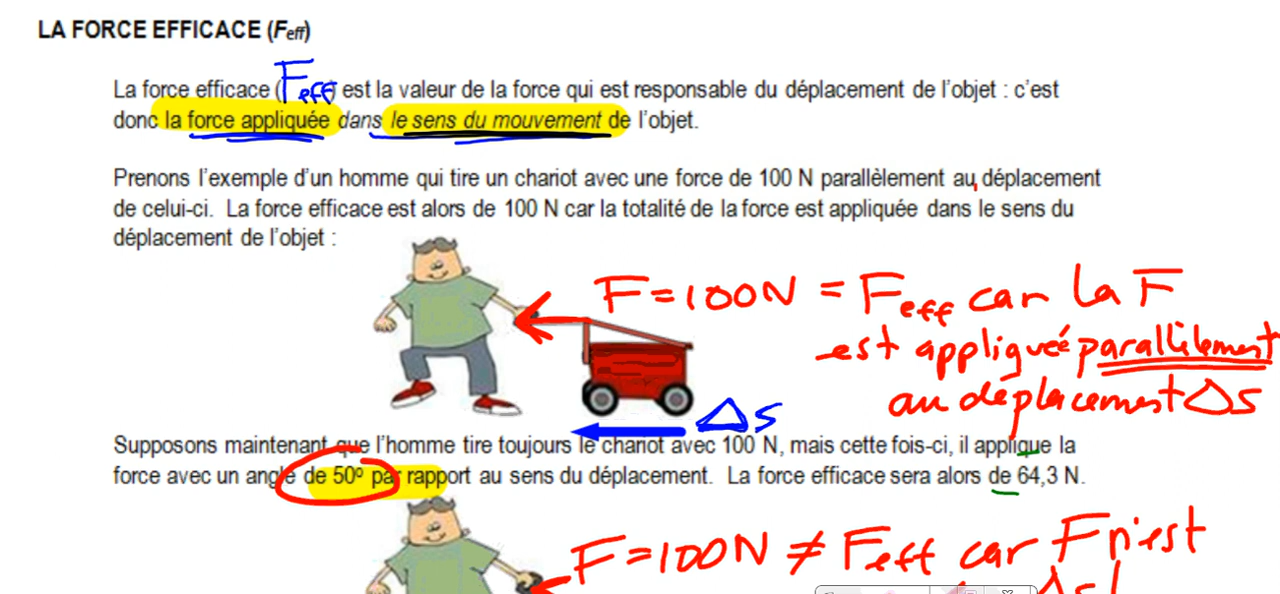 LA FORCE EFFICACE (Feff)
La force efficace (Feff) est la valeur de la force qui est responsable du déplacement de l'objet : c'est
donc la force appliquée dans le sens du mouvement de l'objet.
Prenons l'exemple d'un homme qui tire un chariot avec une force de 100 N parallèlement au déplacement
de celui-ci. La force efficace est alors de 100 N car la totalité de la force est appliquée dans le sens du
déplacement de l'objet :
F = 100N = Feff car la F
est appliquée parallèlement
au déplacement Δs
Δs
Supposons maintenant que l'homme tire toujours le chariot avec 100 N, mais cette fois-ci, il applique la
force avec un angle de 50° par rapport au sens du déplacement. La force efficace sera alors de 64,3 N.
F = 100N ≠ Feff car F n'est